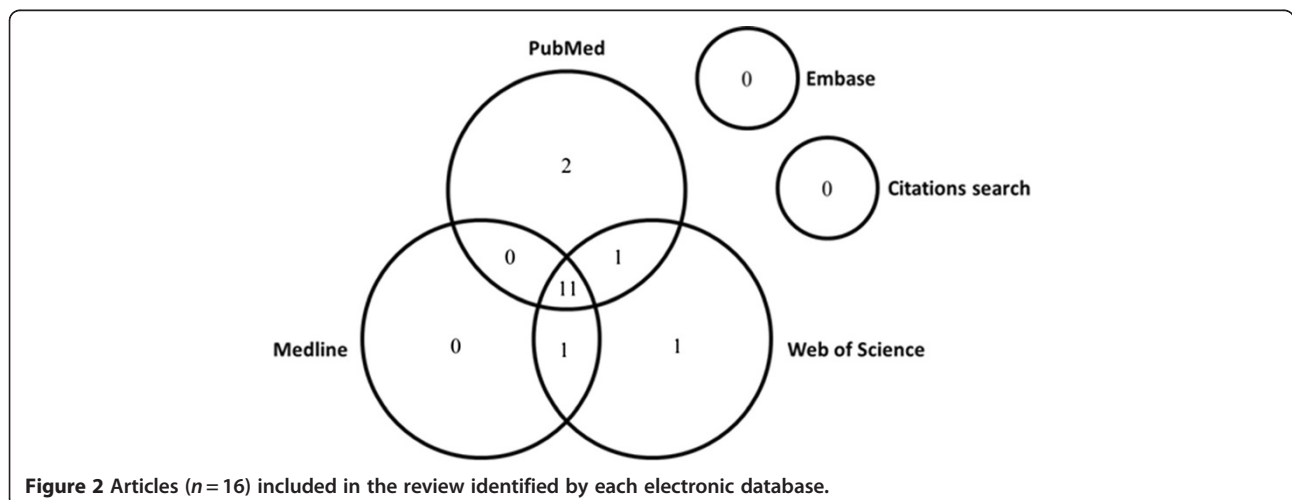 PubMed
0
Embase
2
0
Citations search
0
1
11
Medline
0
1
1
Web of Science
Figure 2 Articles (n = 16) included in the review identified by each electronic database.